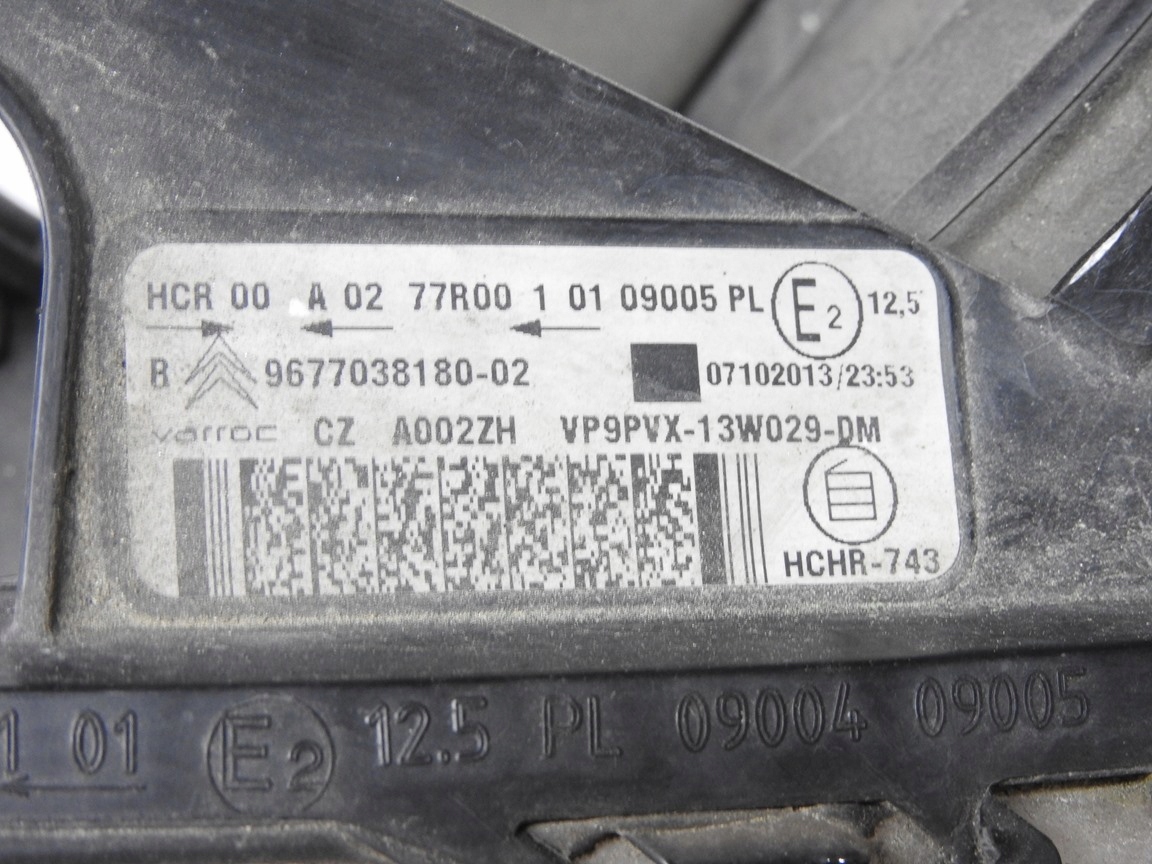 HCR 00 A 02 77R00 1 01 09005 PL E2 12,5
R 9677038180-02 07102013/23:53
varroc CZ A002ZH VP9PVX-13W029-DM
HCHR-743
1 01 E2 12.5 PL 09004 09005